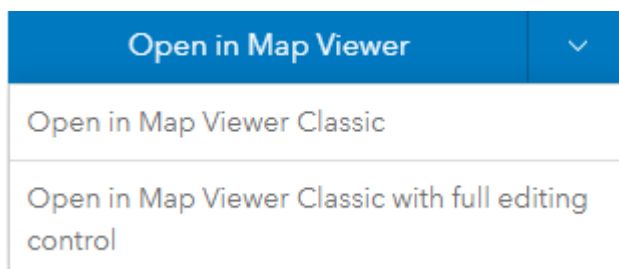 Open in Map Viewer
Open in Map Viewer Classic
Open in Map Viewer Classic with full editing
control